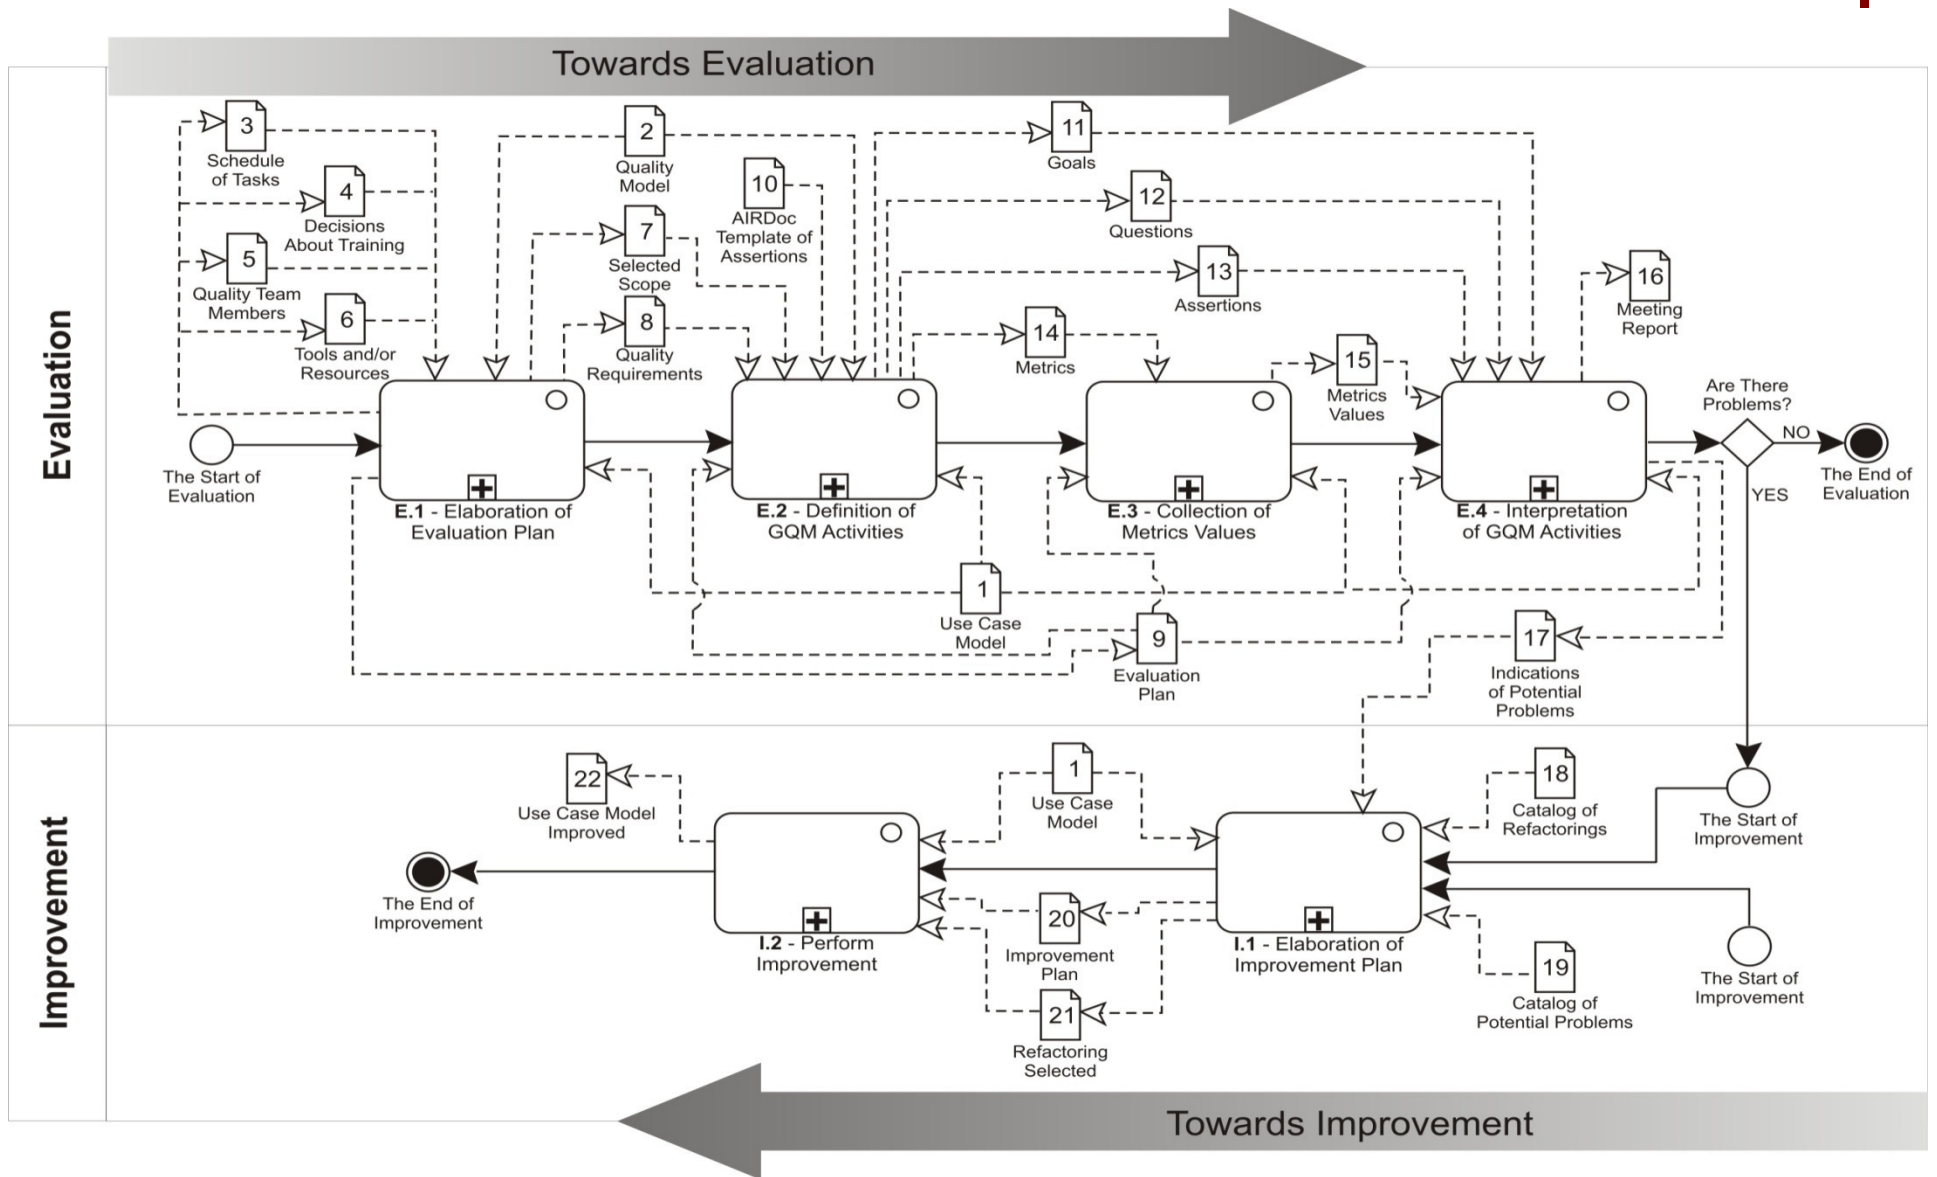 Towards Evaluation
Evaluation
3
Schedule
of Tasks
4
Decisions
About Training
5
Quality Team
Members
6
Tools and/or
Resources
2
Quality
Model
7
Selected
Scope
8
Quality
Requirements
10
AIRDoc
Template of
Assertions
11
Goals
12
Questions
13
Assertions
14
Metrics
15
Metrics
Values
16
Meeting
Report
The Start of
Evaluation
E.1 - Elaboration of
Evaluation Plan
E.2 - Definition of
GQM Activities
E.3 - Collection of
Metrics Values
E.4 - Interpretation
of GQM Activities
Are There
Problems?
NO
YES
The End of
Evaluation
1
Use Case
Model
9
Evaluation
Plan
17
Indications
of Potential
Problems
Improvement
22
Use Case Model
Improved
1
Use Case
Model
18
Catalog of
Refactorings
The Start of
Improvement
The End of
Improvement
I.2 - Perform
Improvement
20
Improvement
Plan
I.1 - Elaboration of
Improvement Plan
19
Catalog of
Potential Problems
The Start of
Improvement
21
Refactoring
Selected
Towards Improvement